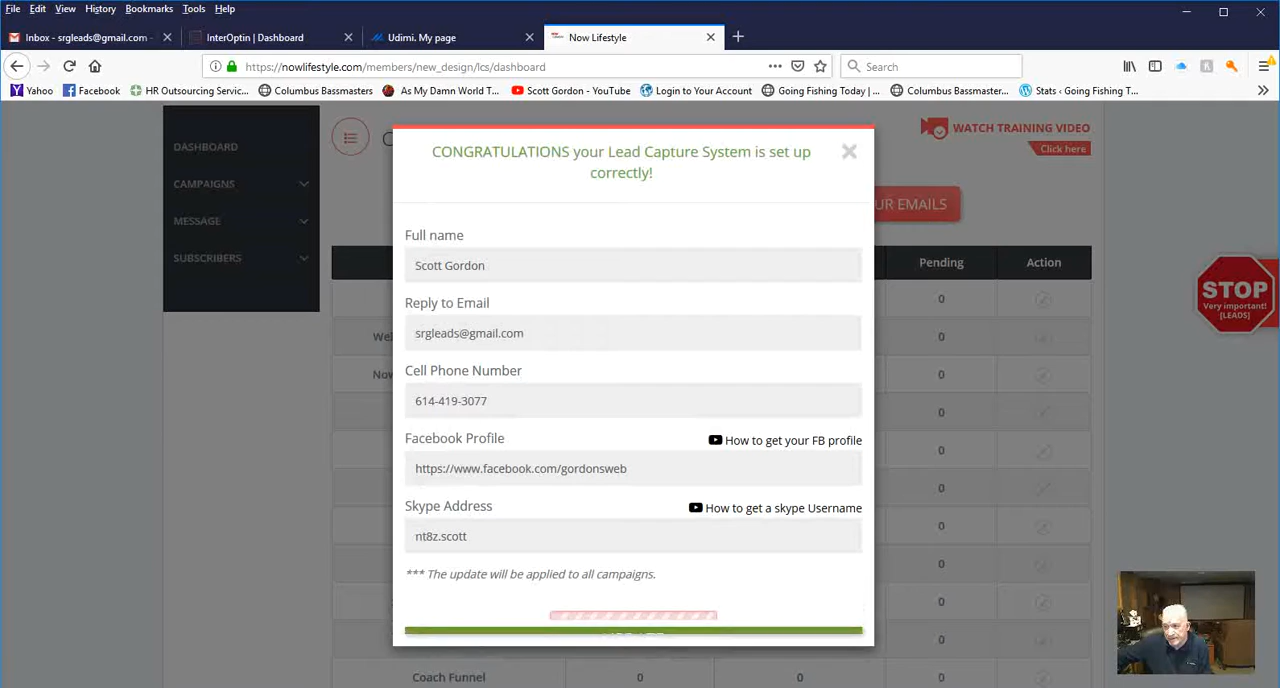 File Edit View History Bookmarks Tools Help
Inbox - srgleads@gmail.com - InterOptin | Dashboard Udimi. My page Now Lifestyle
https://nowlifestyle.com/members/new_design/lcs/dashboard Search
Yahoo Facebook HR Outsourcing Servic... Columbus Bassmaster... As My Damn World T... Scott Gordon - YouTube Login to Your Account Going Fishing Today |... Columbus Bassmaster... Stats ‹ Going Fishing T...
DASHBOARD
CAMPAIGNS
MESSAGE
SUBSCRIBERS
WATCH TRAINING VIDEO
Click here
UR EMAILS
Pending Action
0
Wel 0
Now 0
0
0
0
0
0
0
0
Coach Funnel 0 0 0
CONGRATULATIONS your Lead Capture System is set up
correctly!
Full name
Scott Gordon
Reply to Email
srgleads@gmail.com
Cell Phone Number
614-419-3077
Facebook Profile How to get your FB profile
https://www.facebook.com/gordonsweb
Skype Address How to get a skype Username
nt8z.scott
*** The update will be applied to all campaigns.
STOP
Very important!
[LEADS]